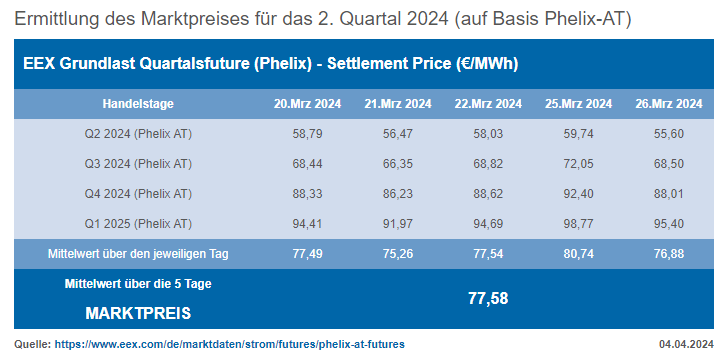 Ermittlung des Marktpreises für das 2. Quartal 2024 (auf Basis Phelix-AT)
EEX Grundlast Quartalsfuture (Phelix) - Settlement Price (€/MWh)
Handelstage 20.Mrz 2024 21.Mrz 2024 22.Mrz 2024 25.Mrz 2024 26.Mrz 2024
Q2 2024 (Phelix AT) 58,79 56,47 58,03 59,74 55,60
Q3 2024 (Phelix AT) 68,44 66,35 68,82 72,05 68,50
Q4 2024 (Phelix AT) 88,33 86,23 88,62 92,40 88,01
Q1 2025 (Phelix AT) 94,41 91,97 94,69 98,77 95,40
Mittelwert über den jeweiligen Tag 77,49 75,26 77,54 80,74 76,88
Mittelwert über die 5 Tage
MARKTPREIS 77,58
Quelle: https://www.eex.com/de/marktdaten/strom/futures/phelix-at-futures 04.04.2024